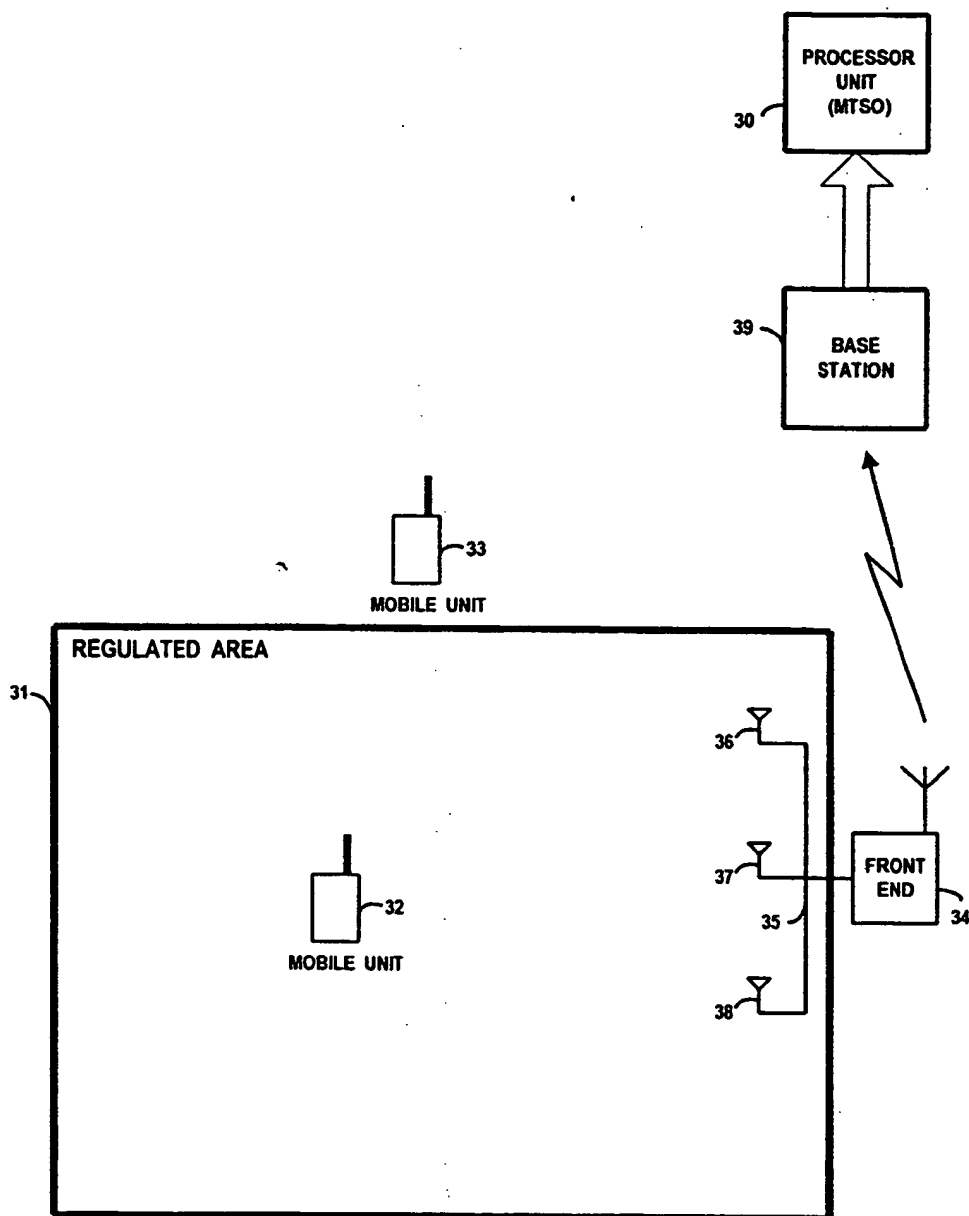 PROCESSOR
UNIT
(MTSO)
30
39
BASE
STATION
33
MOBILE UNIT
REGULATED AREA
31
36
37
FRONT
END
32
35
34
MOBILE UNIT
38